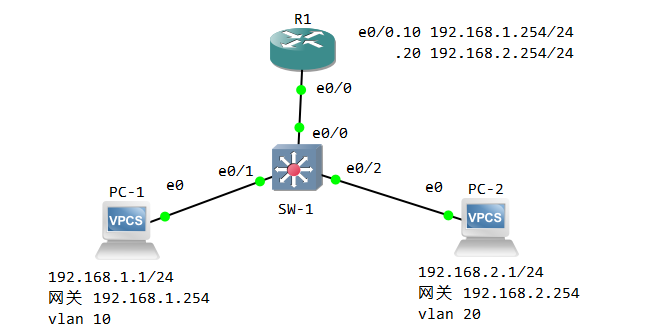 R1
e0/0.10 192.168.1.254/24
.20 192.168.2.254/24
e0/0
e0/0
e0/1
e0/2
SW-1
PC-1
e0
e0
PC-2
VPCS
VPCS
192.168.1.1/24
网关 192.168.1.254
vlan 10
192.168.2.1/24
网关 192.168.2.254
vlan 20